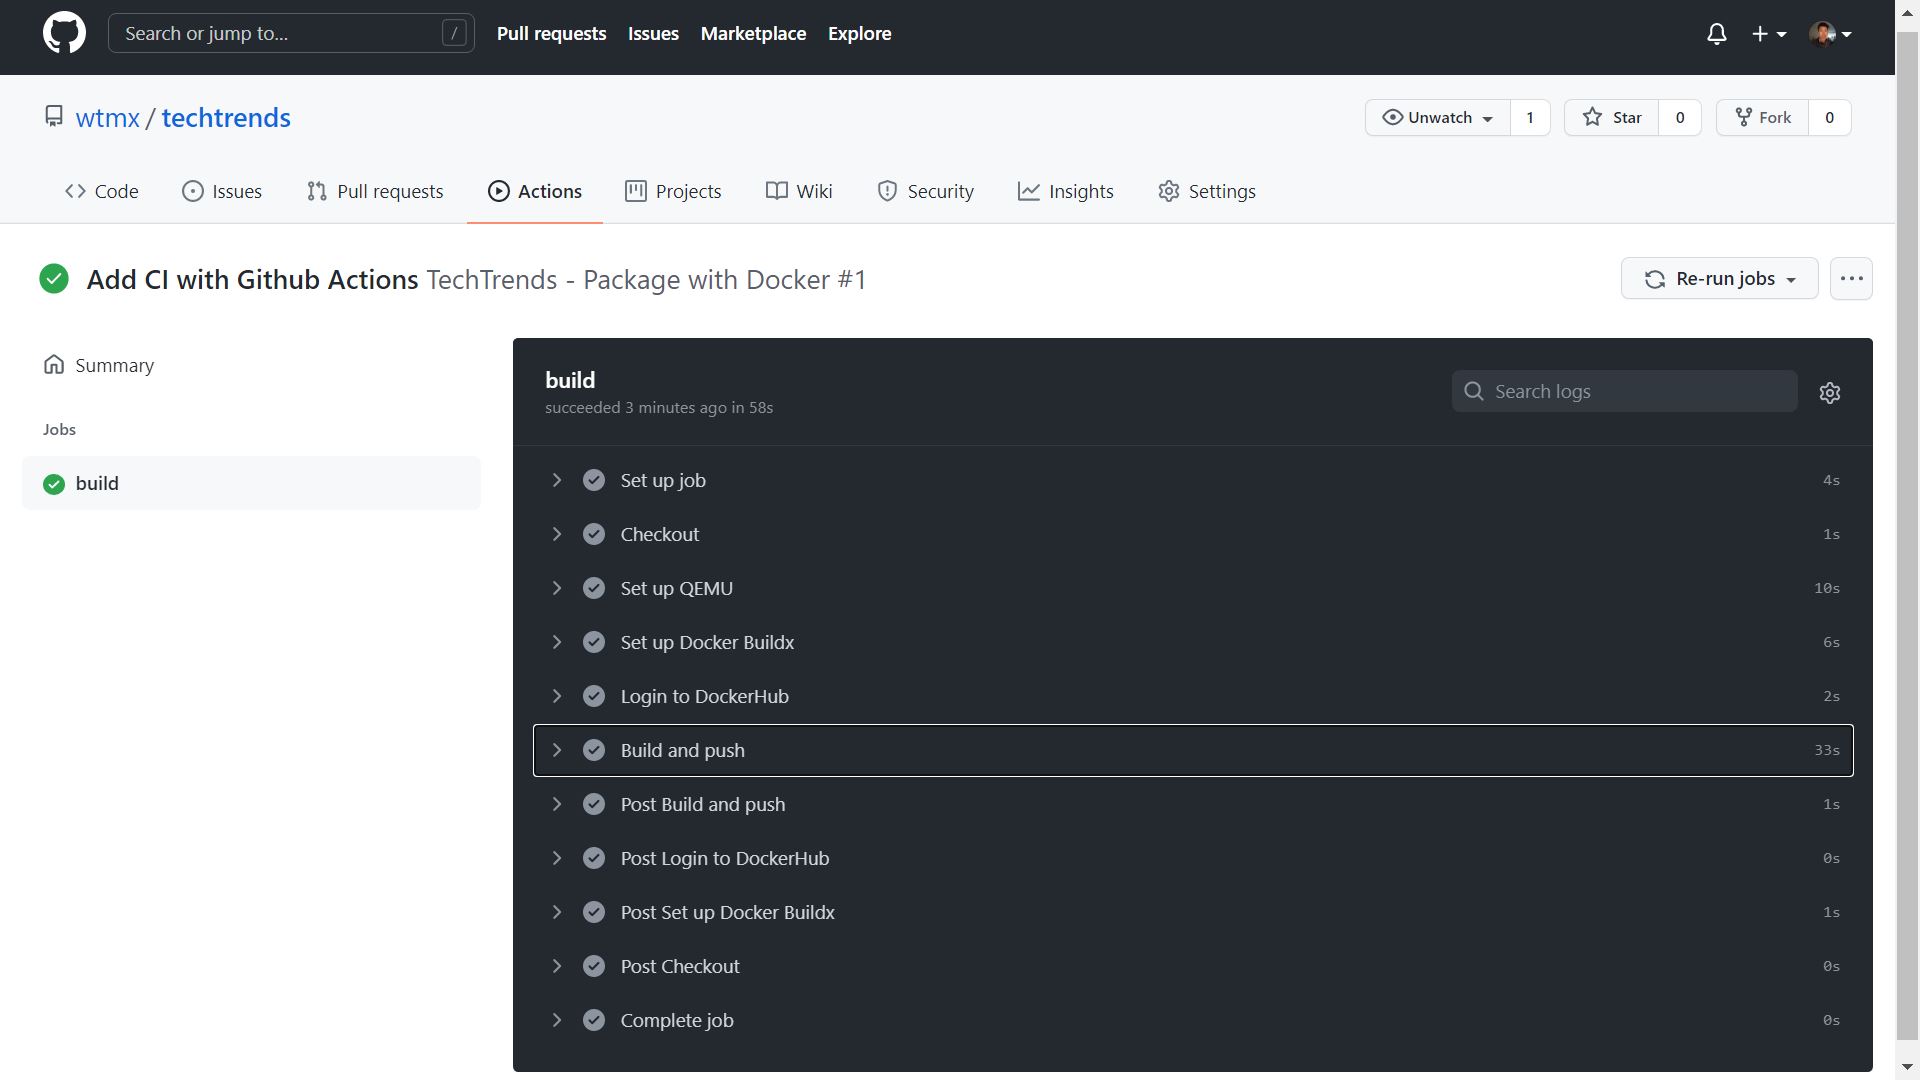 Search or jump to... /
Pull requests Issues Marketplace Explore
wtmx / techtrends
Unwatch 1 Star 0 Fork 0
Code Issues Pull requests Actions Projects Wiki Security Insights Settings
Add CI with Github Actions TechTrends - Package with Docker #1
Re-run jobs
Summary
Jobs
build
build
succeeded 3 minutes ago in 58s
Search logs
Set up job 4s
Checkout 1s
Set up QEMU 10s
Set up Docker Buildx 6s
Login to DockerHub 2s
Build and push 33s
Post Build and push 1s
Post Login to DockerHub 0s
Post Set up Docker Buildx 1s
Post Checkout 0s
Complete job 0s